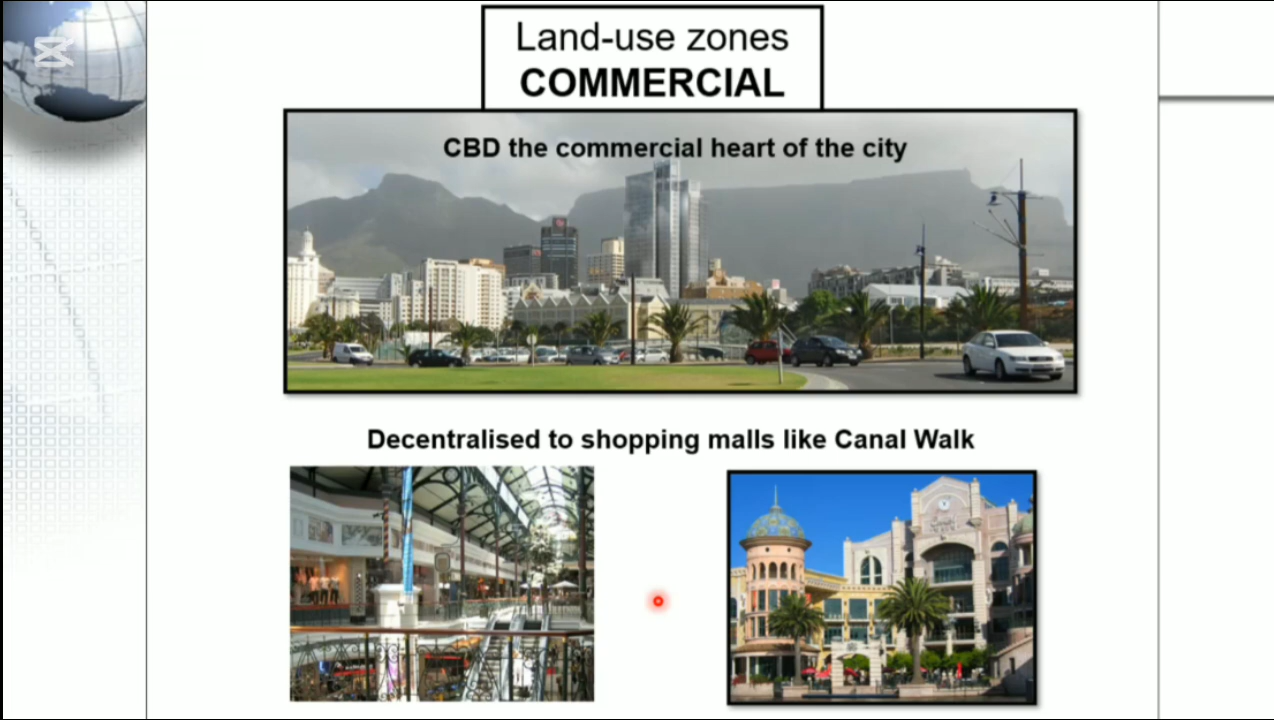 Land-use zones
COMMERCIAL
CBD the commercial heart of the city
Decentralised to shopping malls like Canal Walk